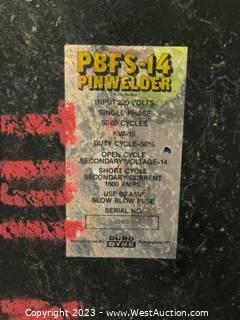 PBFS-14
PINWELDER
INPUT 220 VOLTS
SINGLE PHASE
50-60 CYCLES
KVA-15
DUTY CYCLE-50%
OPEN CYCLE
SECONDARY VOLTAGE-14
SHORT CYCLE
SECONDARY CURRENT
1600 AMPS
USE 60 AMP
SLOW BLOW FUSE
SERIAL NO.
DURO
DYNE
Copyright 2023 - www.WestAuction.com